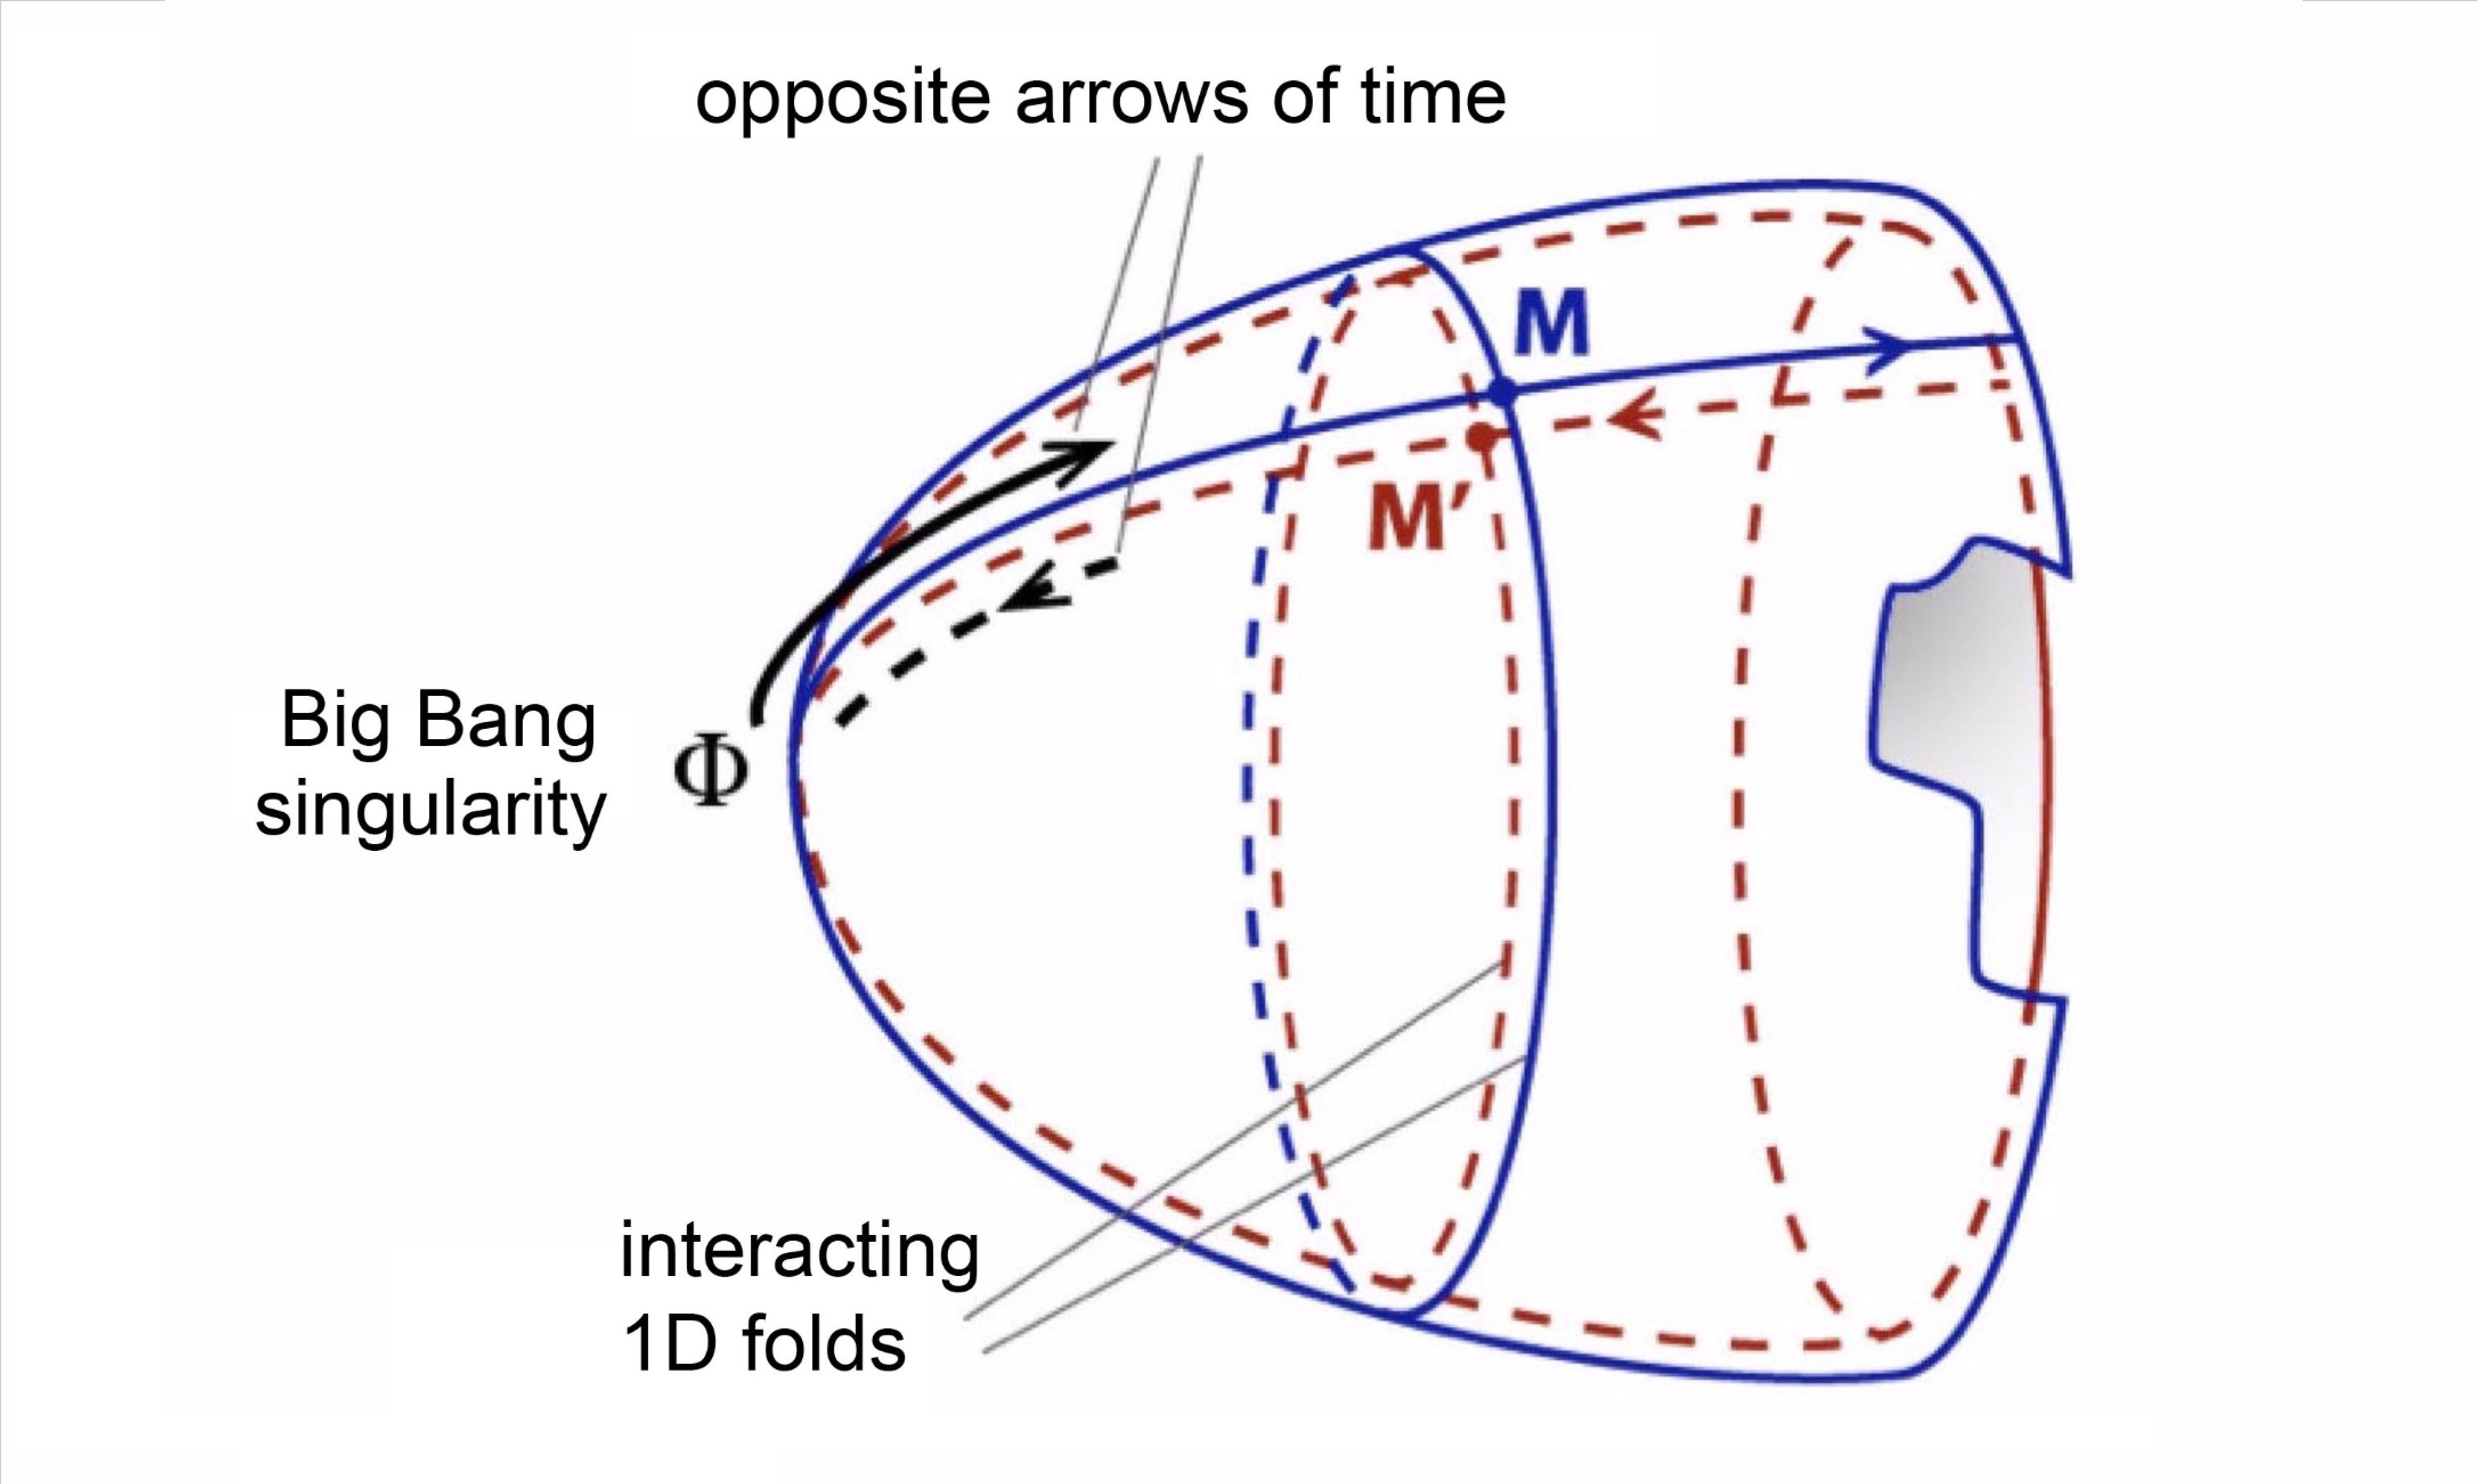 opposite arrows of time
M
M′
Big Bang
singularity
Φ
interacting
1D folds